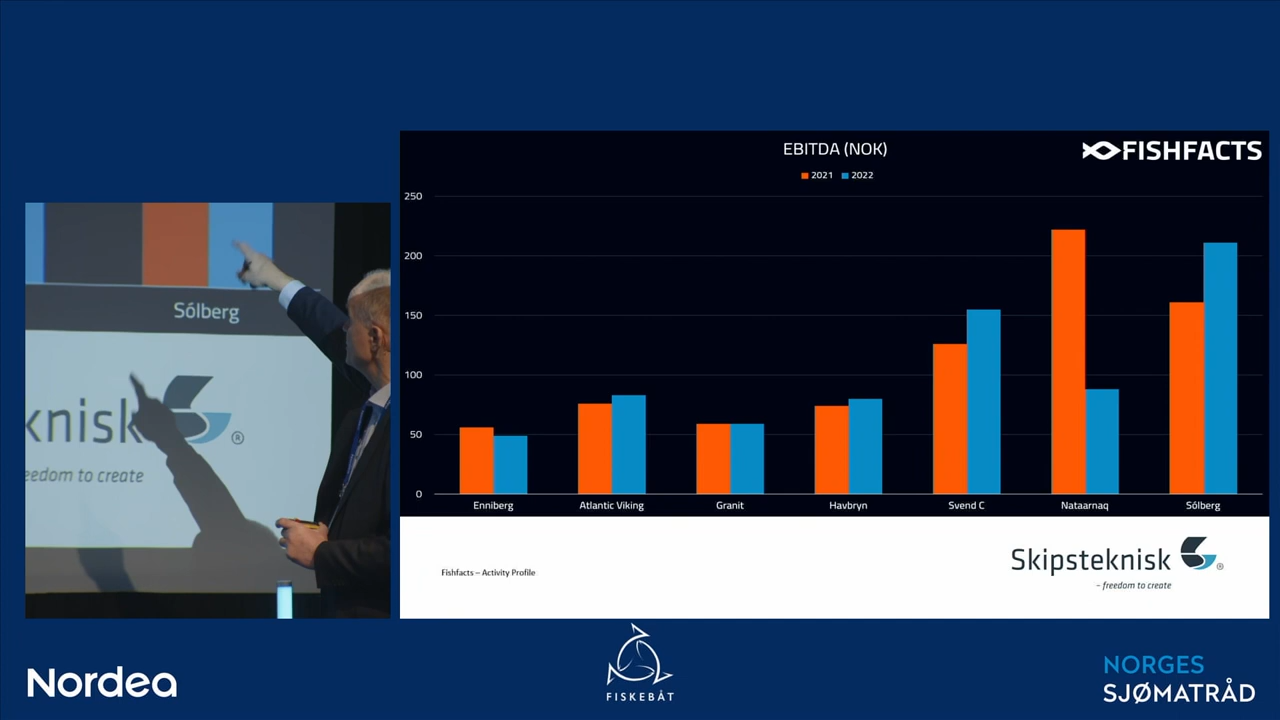 EBITDA (NOK)
FISHFACTS
2021 2022
250
200
150
100
50
0
Enniberg Atlantic Viking Granit Havbryn Svend C Nataarnaq Sólberg
Fishfacts – Activity Profile
Skipsteknisk ®
– freedom to create
Sólberg
knisk ®
eedom to create
Nordea
FISKEBÅT
NORGES
SJØMATRÅD